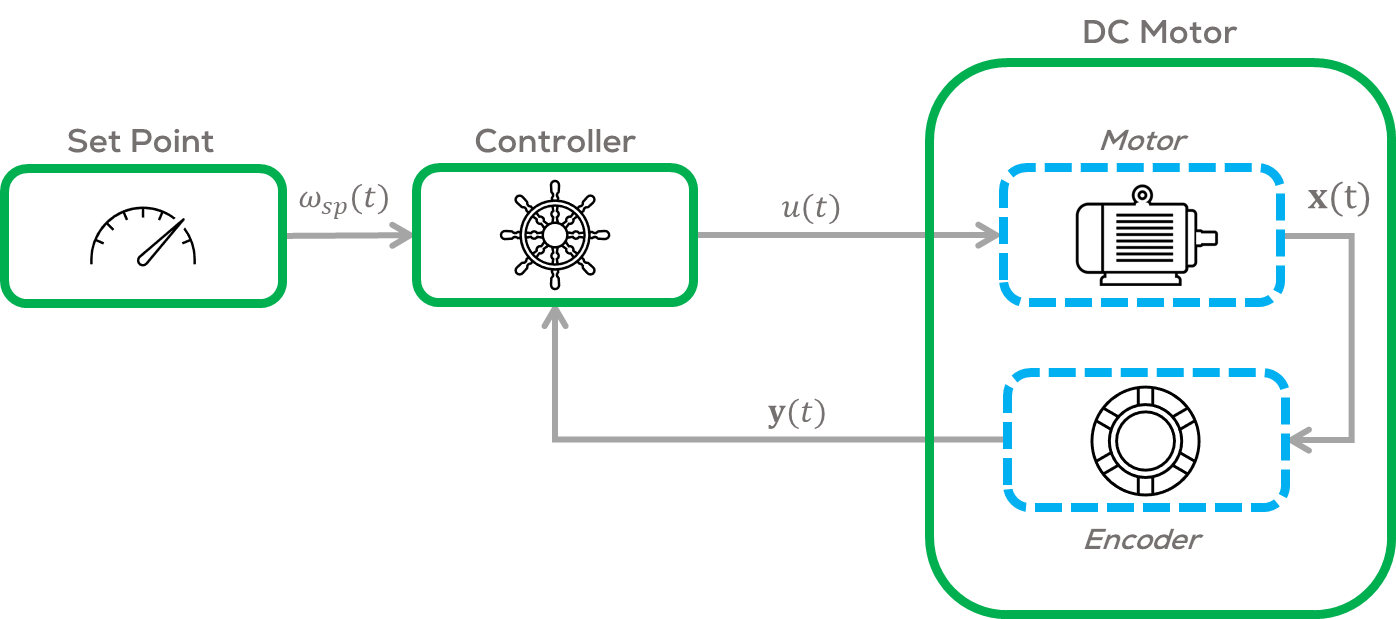 DC Motor
Set Point
Controller
Motor
ωsp(t)
u(t)
x(t)
y(t)
Encoder